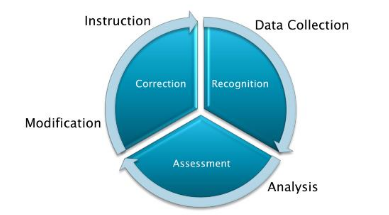 Instruction
Data Collection
Correction
Recognition
Modification
Assessment
Analysis